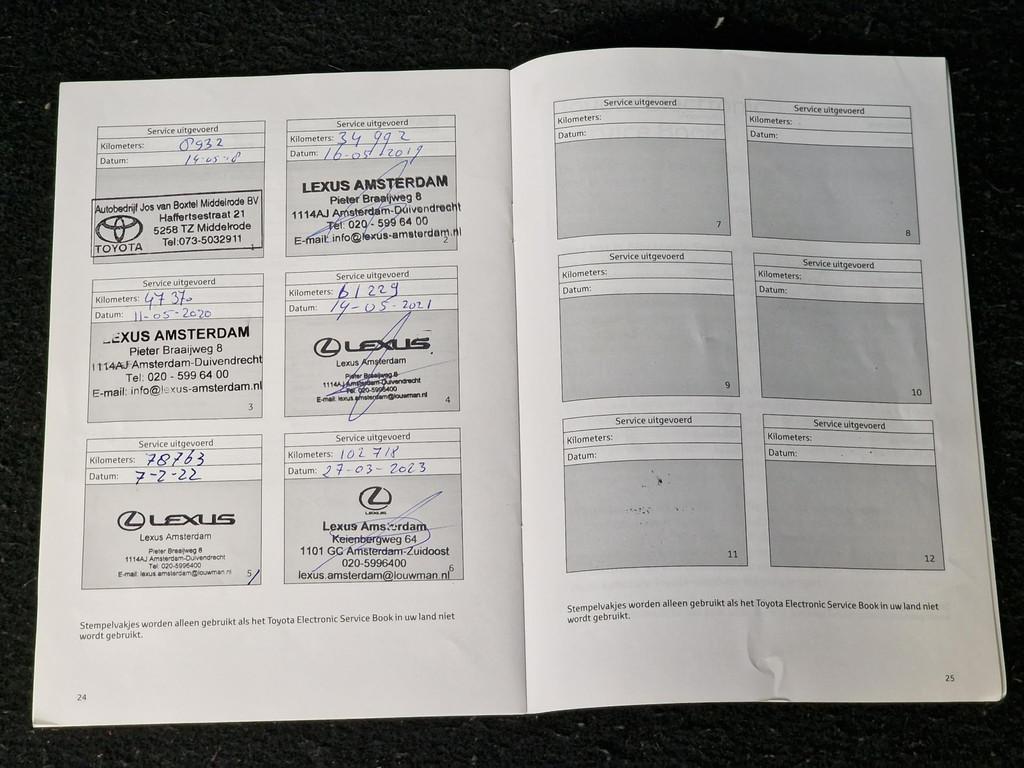 Service uitgevoerd
Kilometers: 8932
Datum: 14-05-18
Autobedrijf Jos van Boxtel Middelrode BV
Haffertsestraat 21
5258 TZ Middelrode
Tel:073-5032911
TOYOTA
1
Service uitgevoerd
Kilometers: 34 992
Datum: 16-05-2019
LEXUS AMSTERDAM
Pieter Braaijweg 8
1114AJ Amsterdam-Duivendrecht
Tel: 020 - 599 64 00
E-mail: info@lexus-amsterdam.nl
2
Service uitgevoerd
Kilometers: 47 370
Datum: 11-05-2020
LEXUS AMSTERDAM
Pieter Braaijweg 8
1114AJ Amsterdam-Duivendrecht
Tel: 020 - 599 64 00
E-mail: info@lexus-amsterdam.nl
3
Service uitgevoerd
Kilometers: 61 229
Datum: 14-05-2021
LEXUS
Lexus Amsterdam
Pieter Braaijweg 8
1114AJ Amsterdam-Duivendrecht
Tel: 020-5996400
E-mail: lexus.amsterdam@louwman.nl
4
Service uitgevoerd
Kilometers: 78763
Datum: 7-2-22
LEXUS
Lexus Amsterdam
Pieter Braaijweg 8
1114AJ Amsterdam-Duivendrecht
Tel: 020-5996400
E-mail: lexus.amsterdam@louwman.nl
5
Service uitgevoerd
Kilometers: 102 718
Datum: 27-03-2023
LEXUS
Lexus Amsterdam
Keienbergweg 64
1101 GC Amsterdam-Zuidoost
020-5996400
lexus.amsterdam@louwman.nl
6
Stempelvakjes worden alleen gebruikt als het Toyota Electronic Service Book in uw land niet
wordt gebruikt.
24
Service uitgevoerd
Kilometers:
Datum:
7
Service uitgevoerd
Kilometers:
Datum:
8
Service uitgevoerd
Kilometers:
Datum:
9
Service uitgevoerd
Kilometers:
Datum:
10
Service uitgevoerd
Kilometers:
Datum:
11
Service uitgevoerd
Kilometers:
Datum:
12
Stempelvakjes worden alleen gebruikt als het Toyota Electronic Service Book in uw land niet
wordt gebruikt.
25